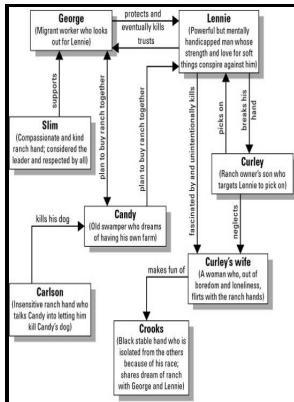 George
(Migrant worker who
looks out for Lennie)
protects and
eventually kills
trusts
Lennie
(Powerful but mentally
handicapped man whose
strength and love for soft
things conspire against him)
supports
plan to buy ranch together
plan to buy ranch together
fascinated by and unintentionally kills
picks on
breaks his
hand
Slim
(Compassionate and kind
ranch hand; considered the
leader and respected by all)
Curley
(Ranch owner's son who
targets Lennie to pick on)
kills his dog
Candy
(Old swamper who dreams
of having his own farm)
neglects
Carlson
(Insensitive ranch hand who
talks Candy into letting him
kill Candy's dog)
makes fun of
Curley's wife
(A woman who, out of
boredom and loneliness,
flirts with the ranch hands)
Crooks
(Black stable hand who is
isolated from the others
because of his race;
shares dream of ranch
with George and Lennie)